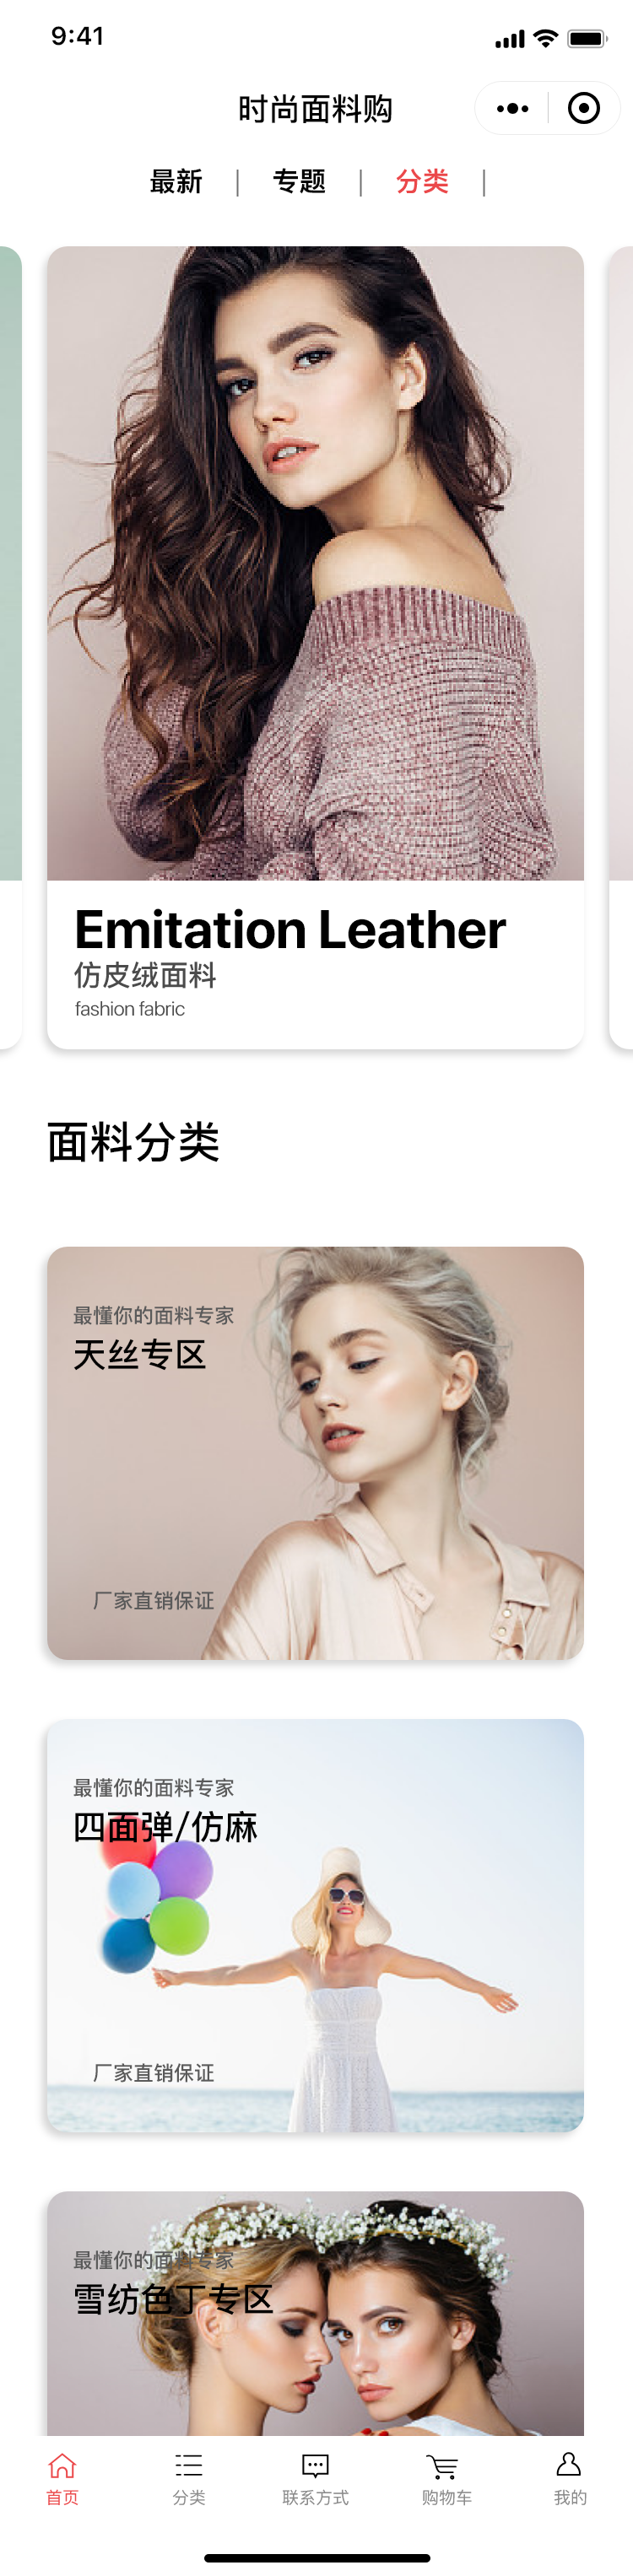 9:41
时尚面料购
最新 | 专题 | 分类 |
Emitation Leather
仿皮绒面料
fashion fabric
面料分类
最懂你的面料专家
天丝专区
厂家直销保证
最懂你的面料专家
四面弹/仿麻
厂家直销保证
最懂你的面料专家
雪纺色丁专区
首页 分类 联系方式 购物车 我的